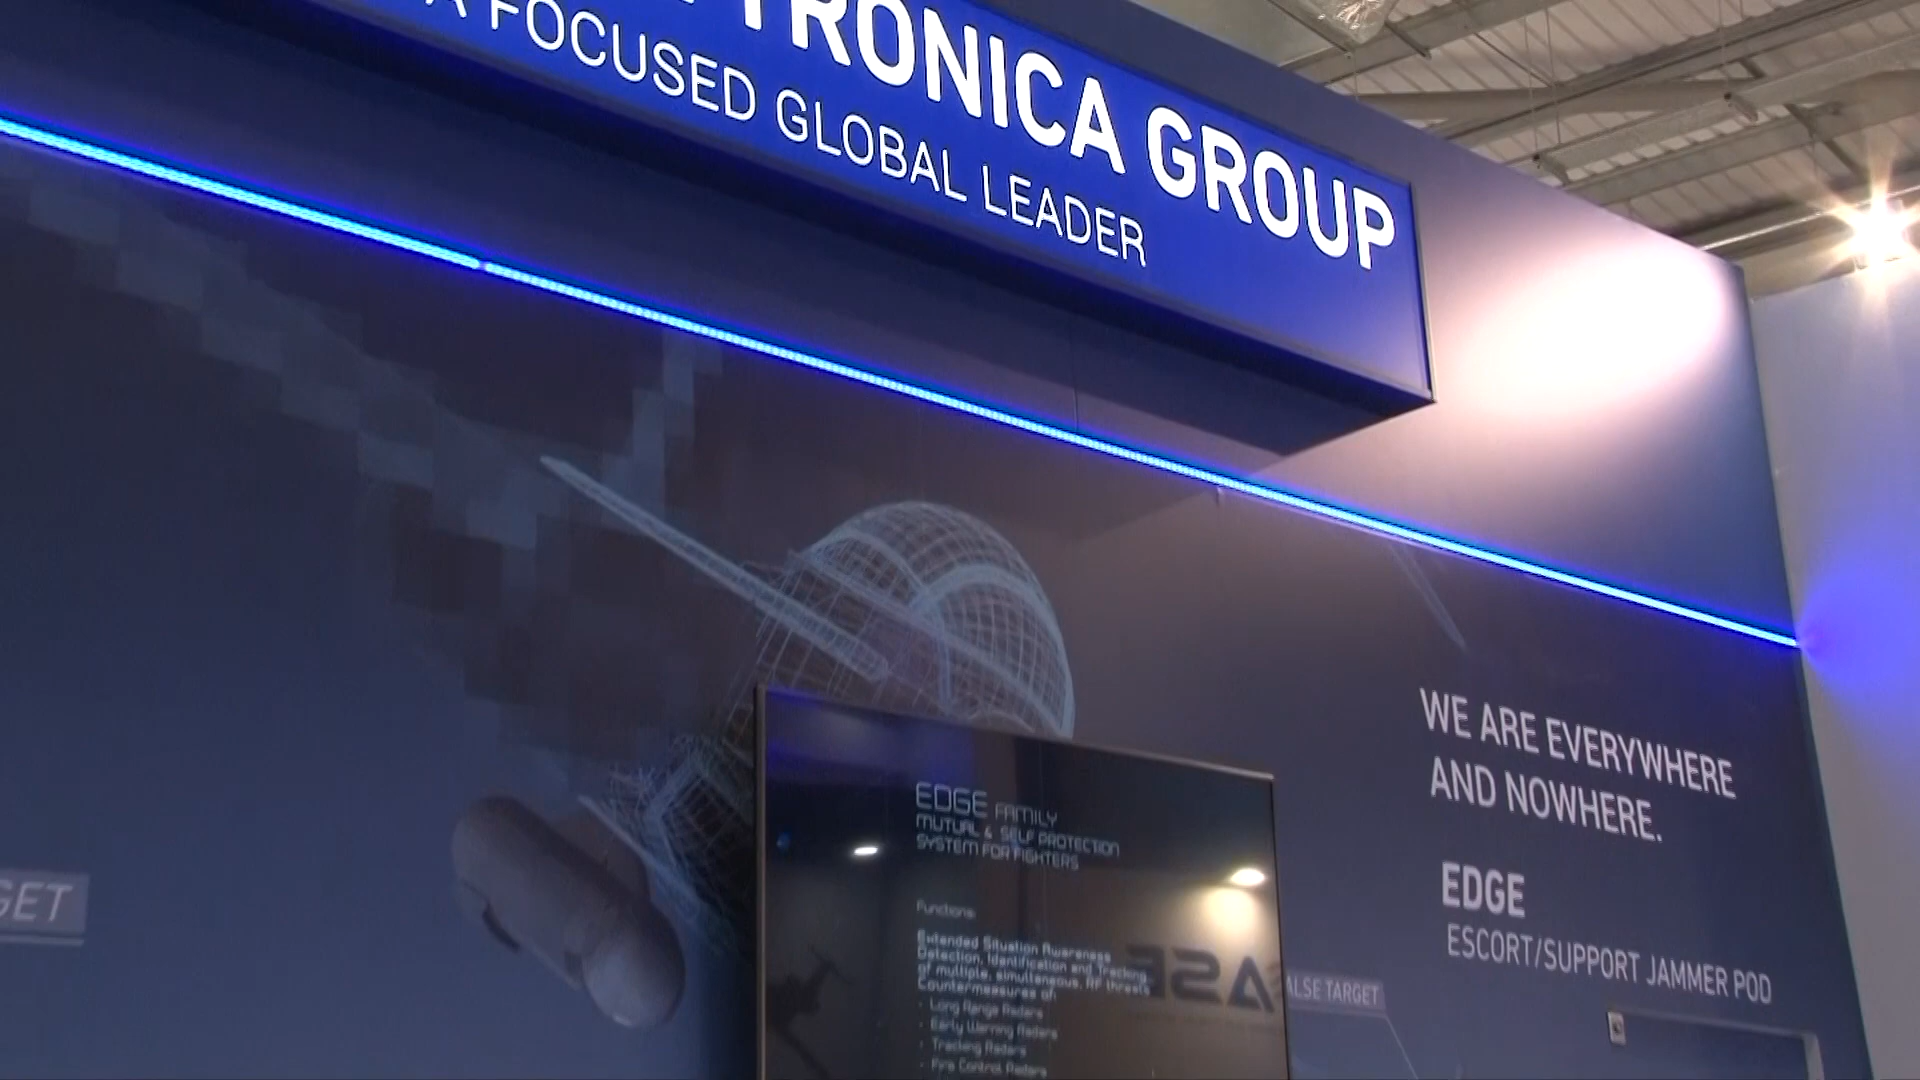 TRONICA GROUP
A FOCUSED GLOBAL LEADER
WE ARE EVERYWHERE
AND NOWHERE.
EDGE
ESCORT/SUPPORT JAMMER POD
GET
ALSE TARGET
EDGE FAMILY
MUTUAL & SELF PROTECTION
SYSTEM FOR FIGHTERS
Functions:
Extended Situation Awareness
Detection, Identification and Tracking
of multiple, simultaneous, RF threats
Countermeasures of:
- Long Range Radars
- Early Warning Radars
- Tracking Radars
- Fire Control Radars